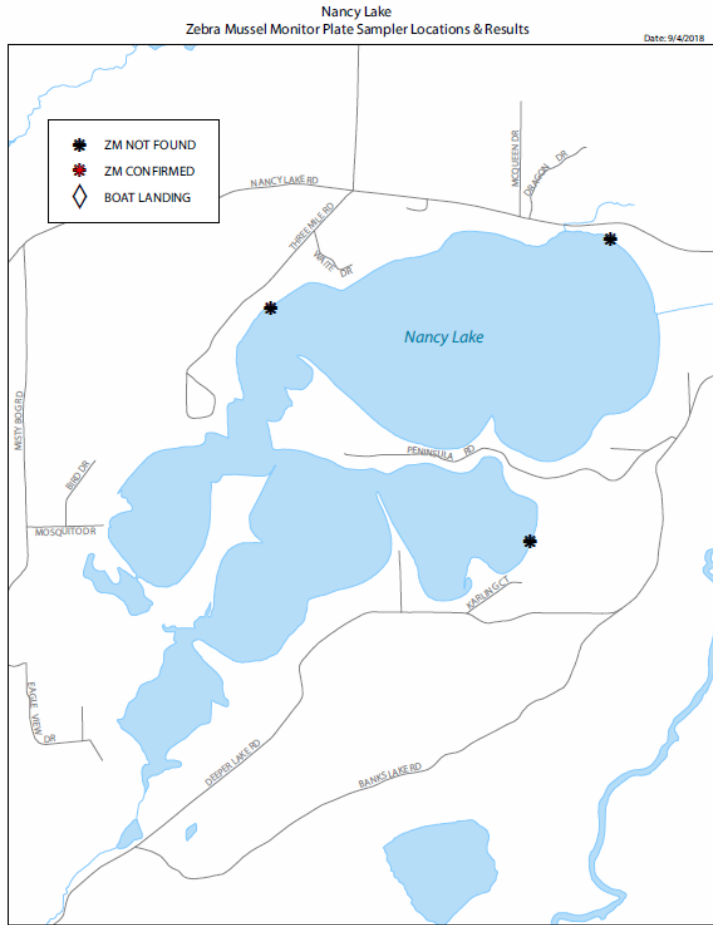 Nancy Lake
Zebra Mussel Monitor Plate Sampler Locations & Results
Date: 9/4/2018
ZM NOT FOUND
ZM CONFIRMED
BOAT LANDING
NANCY LAKE RD
MCQUEEN DR
DRAGON DR
THREE MILE RD
WAITE DR
Nancy Lake
MISTY BOG RD
PENINSULA RD
BIRD DR
MOSQUITO DR
KARLING CT
EAGLE VIEW DR
DEEPER LAKE RD
BANKS LAKE RD